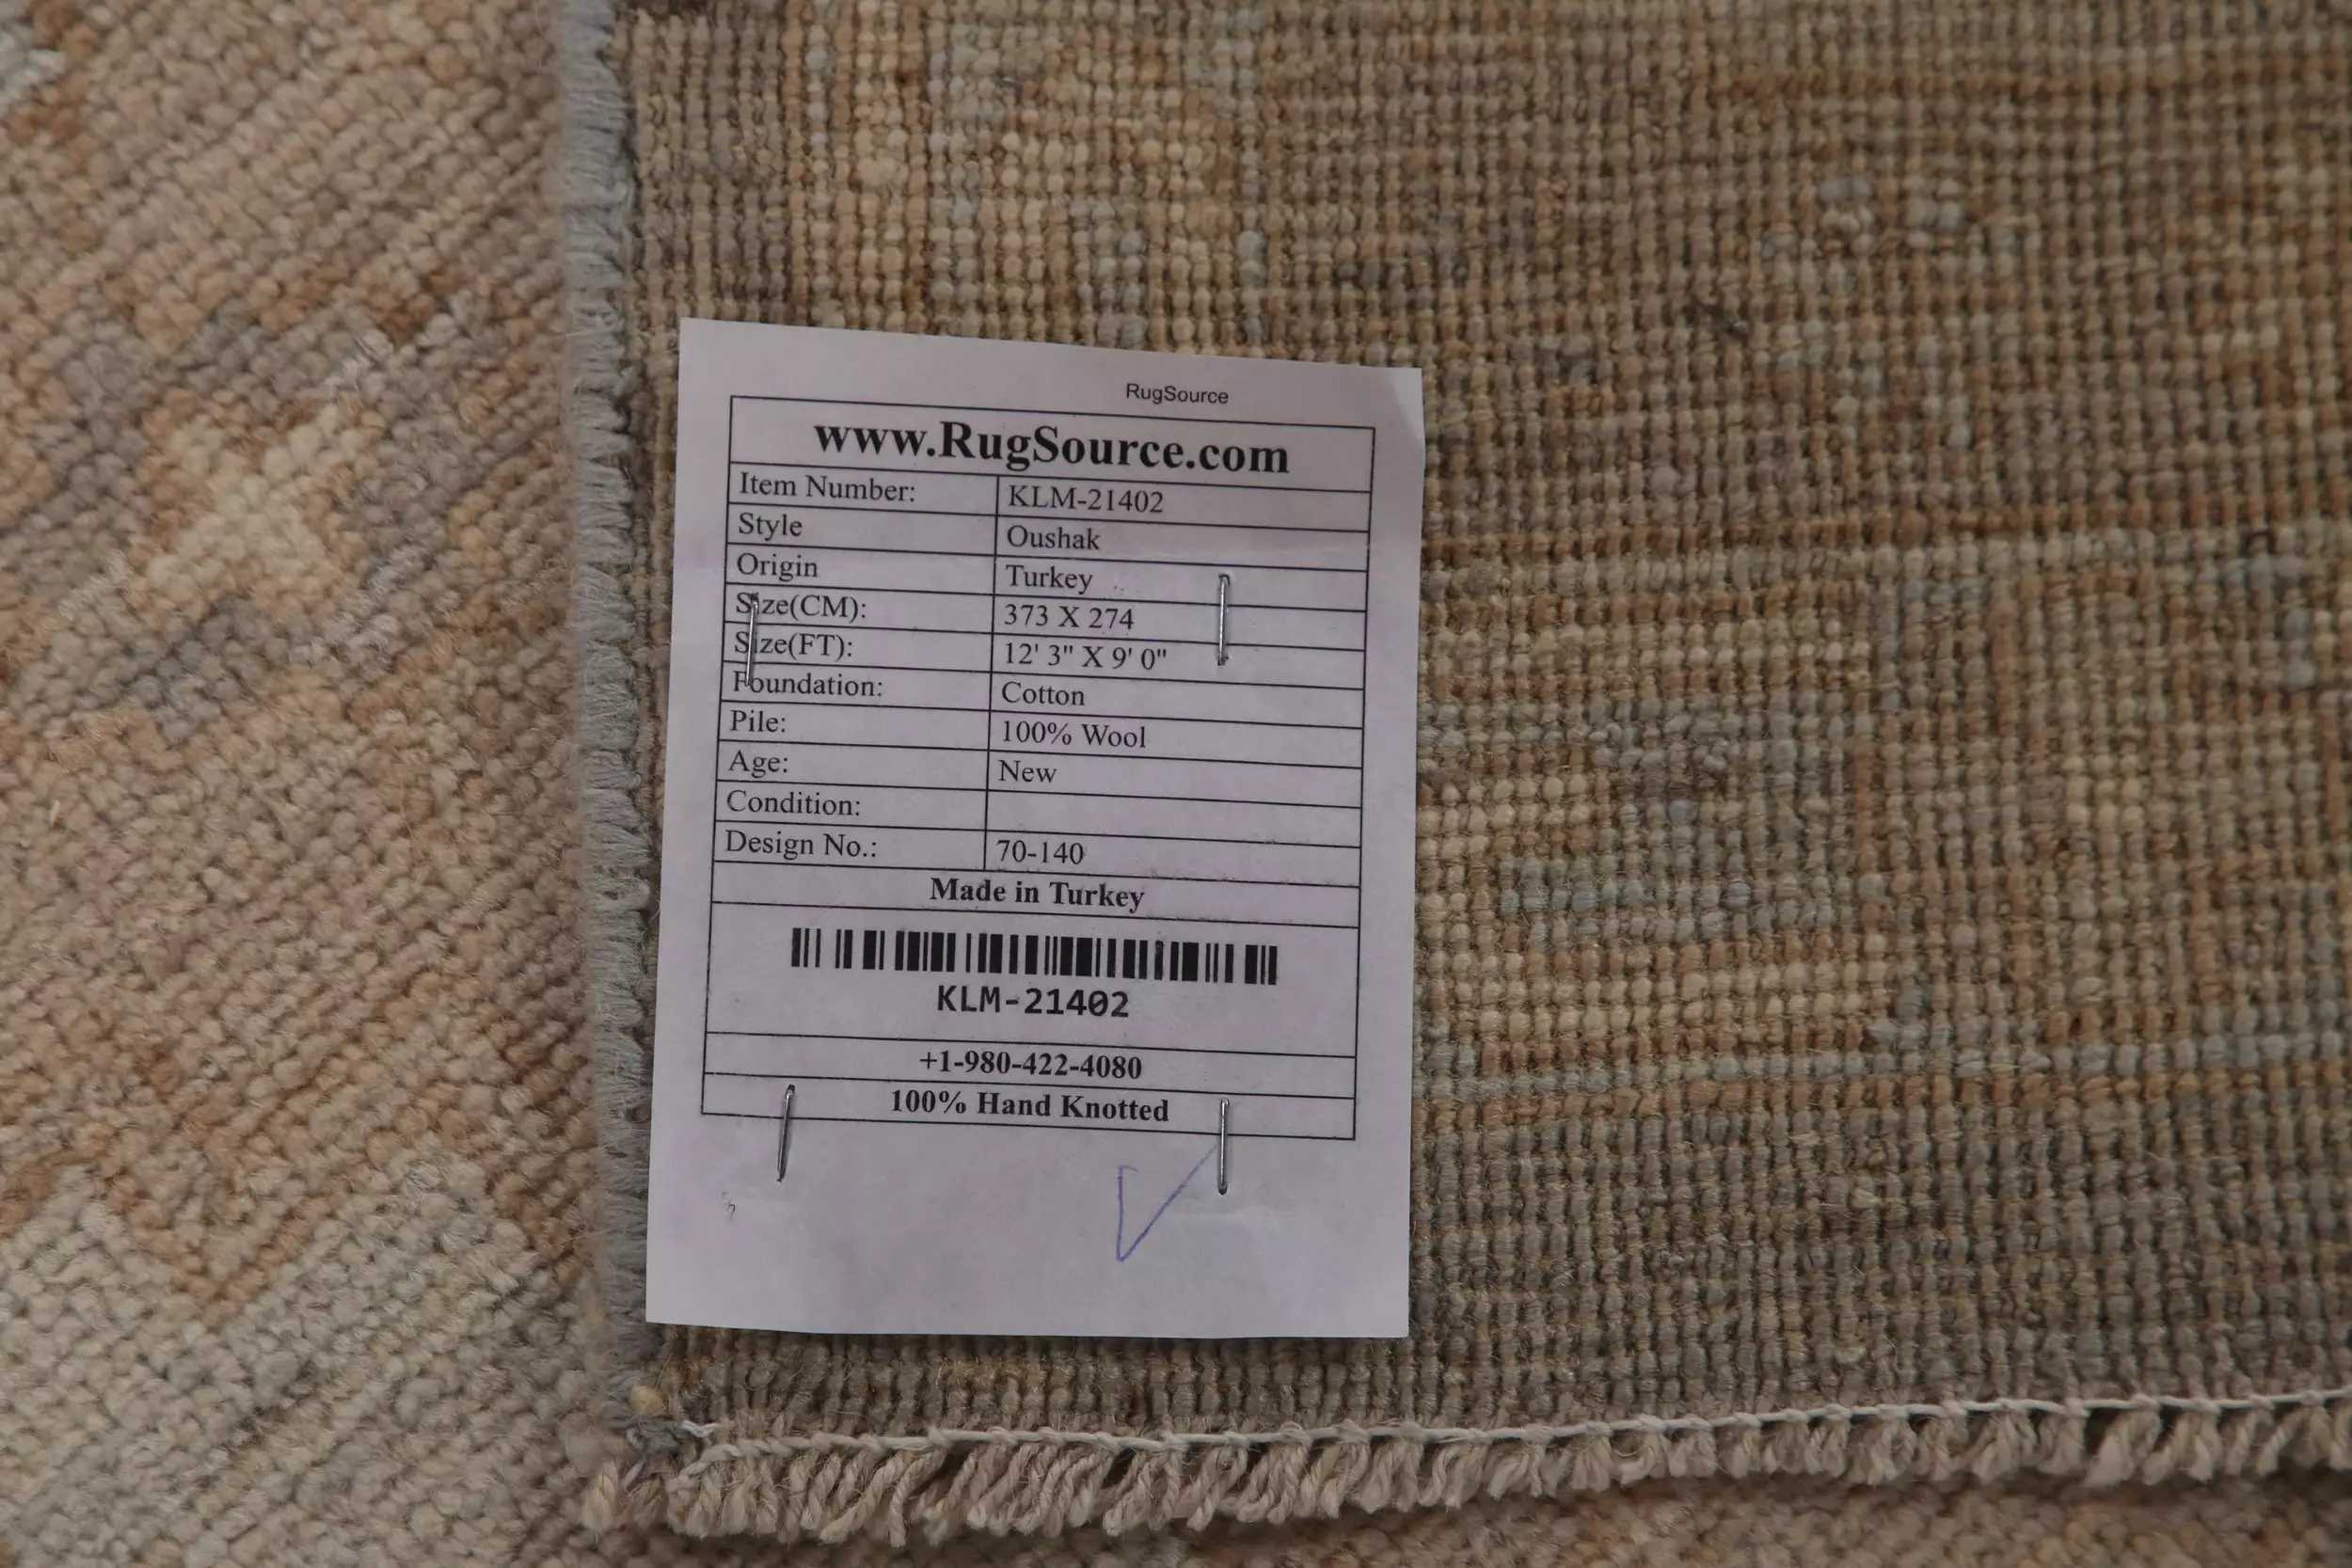 RugSource
www.RugSource.com
Item Number: KLM-21402
Style Oushak
Origin Turkey
Size(CM): 373 X 274
Size(FT): 12' 3" X 9' 0"
Foundation: Cotton
Pile: 100% Wool
Age: New
Condition:
Design No.: 70-140
Made in Turkey
KLM-21402
+1-980-422-4080
100% Hand Knotted